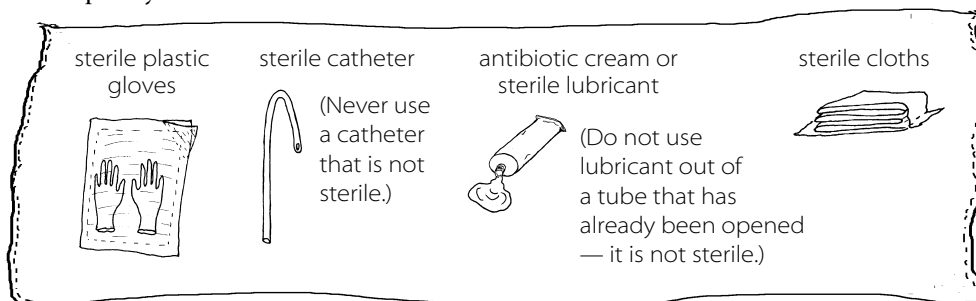 sterile plastic
gloves
sterile catheter
(Never use
a catheter
that is not
sterile.)
antibiotic cream or
sterile lubricant
(Do not use
lubricant out of
a tube that has
already been opened
— it is not sterile.)
sterile cloths